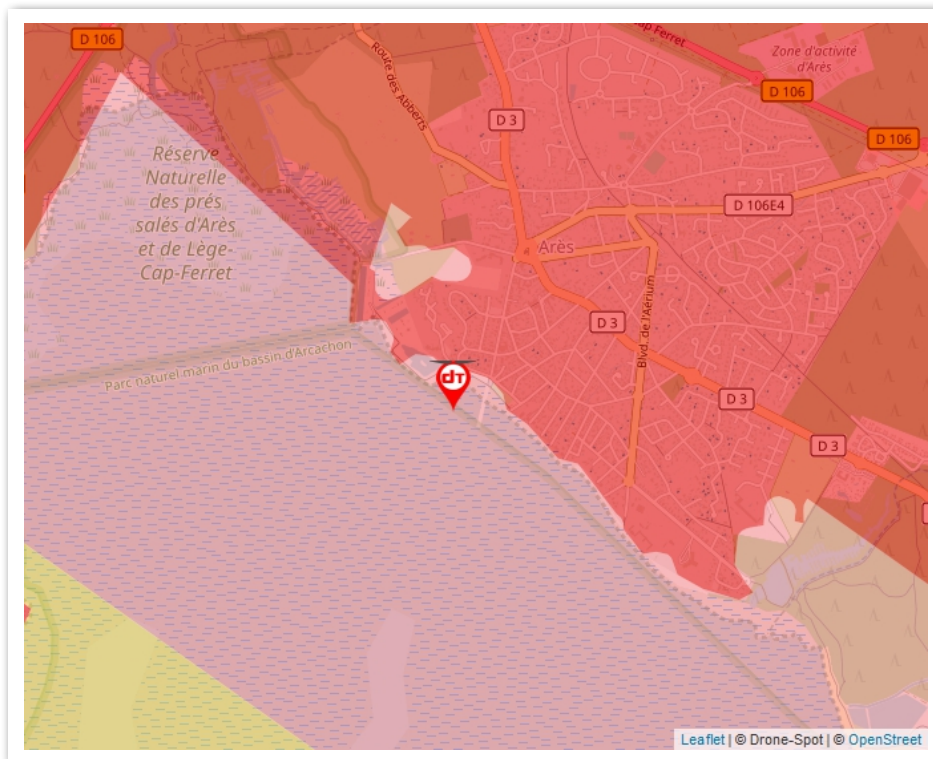 D 106
Cap Ferret
Zone d'activité
d'Arès
Route des Abberts
D 106
D 3
D 106
Réserve
Naturelle
des prés
salés d'Arès
et de Lège-
Cap-Ferret
D 106E4
Arès
D 3
Blvd. de l'Aérium
Parc naturel marin du bassin d'Arcachon
dT
D 3
D 3
Leaflet | © Drone-Spot | © OpenStreet